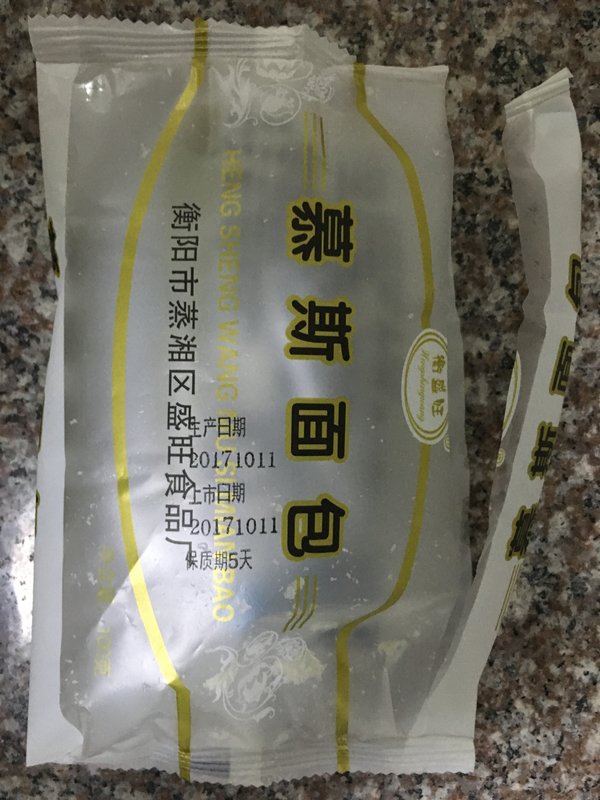 慕斯面包
HENG SHENG WANG MUSIMIANBAO
衡阳市蒸湘区盛旺食品厂
生产日期
20171011
上市日期
20171011
保质期5天